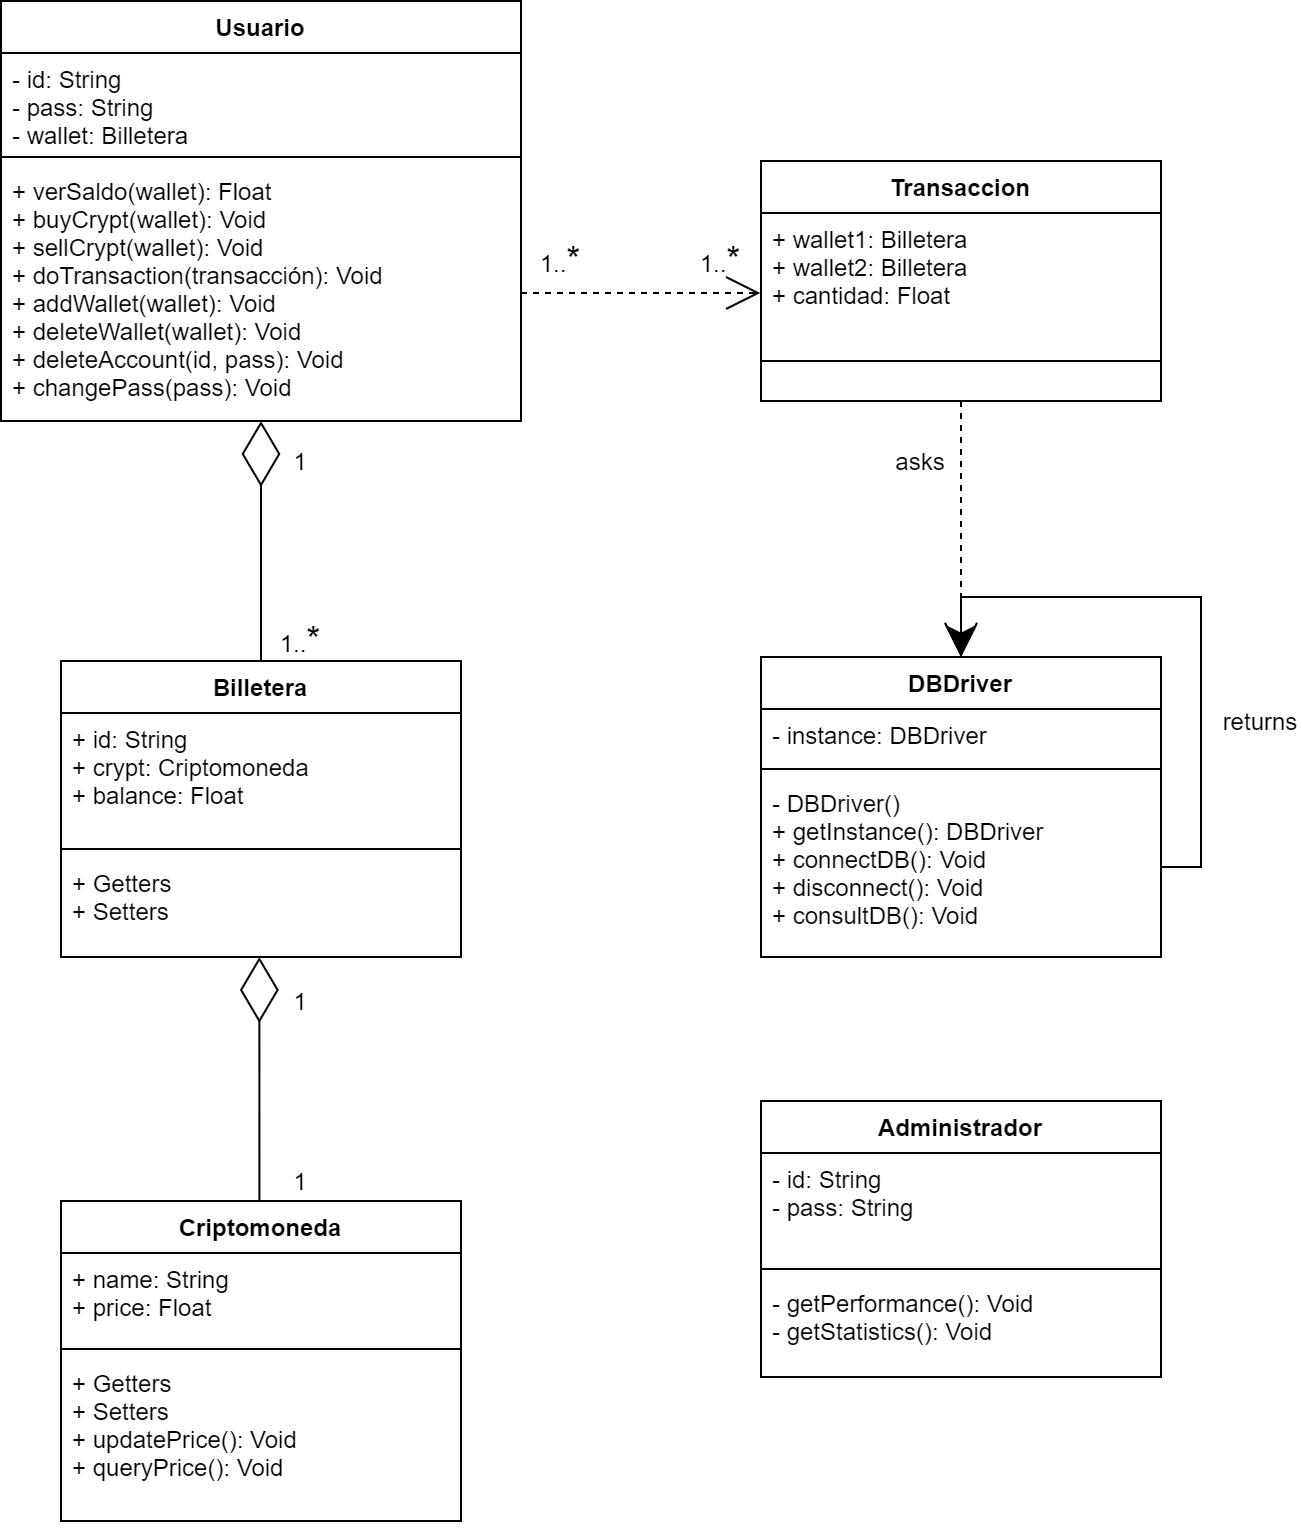 Usuario
- id: String
- pass: String
- wallet: Billetera
+ verSaldo(wallet): Float
+ buyCrypt(wallet): Void
+ sellCrypt(wallet): Void
+ doTransaction(transacción): Void
+ addWallet(wallet): Void
+ deleteWallet(wallet): Void
+ deleteAccount(id, pass): Void
+ changePass(pass): Void
1..*
1..*
Transaccion
+ wallet1: Billetera
+ wallet2: Billetera
+ cantidad: Float
1
asks
1..*
Billetera
+ id: String
+ crypt: Criptomoneda
+ balance: Float
+ Getters
+ Setters
DBDriver
- instance: DBDriver
- DBDriver()
+ getInstance(): DBDriver
+ connectDB(): Void
+ disconnect(): Void
+ consultDB(): Void
returns
1
1
Criptomoneda
+ name: String
+ price: Float
+ Getters
+ Setters
+ updatePrice(): Void
+ queryPrice(): Void
Administrador
- id: String
- pass: String
- getPerformance(): Void
- getStatistics(): Void